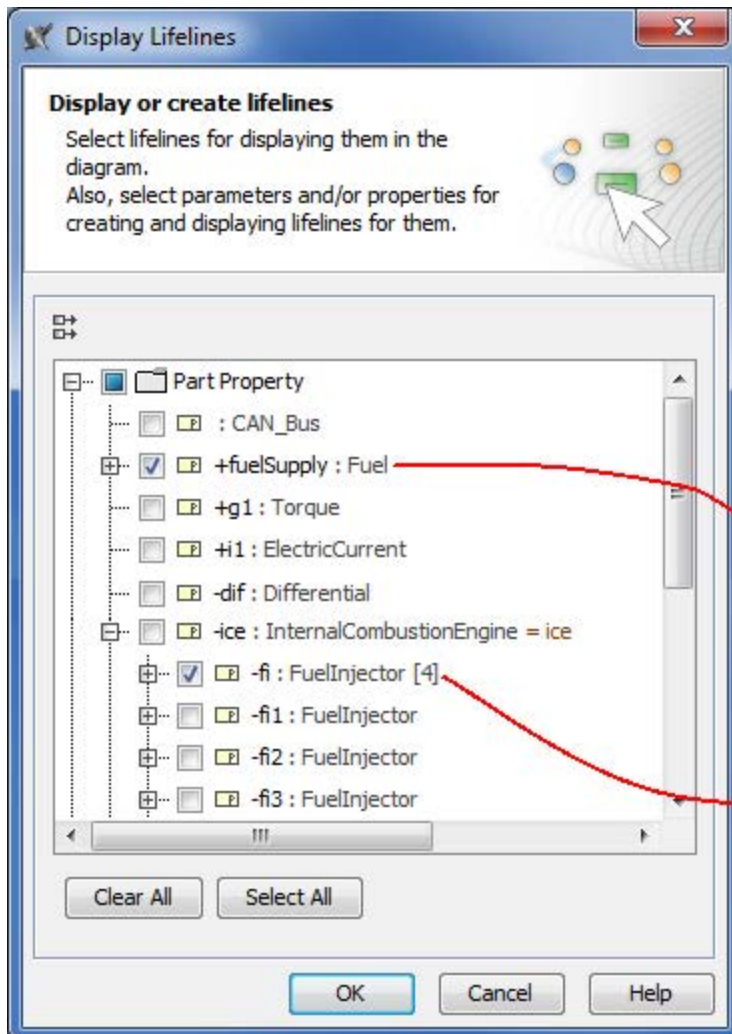 Display Lifelines
Display or create lifelines
Select lifelines for displaying them in the
diagram.
Also, select parameters and/or properties for
creating and displaying lifelines for them.
Part Property
: CAN_Bus
+fuelSupply : Fuel
+g1 : Torque
+i1 : ElectricCurrent
-dif : Differential
-ice : InternalCombustionEngine = ice
-fi : FuelInjector [4]
-fi1 : FuelInjector
-fi2 : FuelInjector
-fi3 : FuelInjector
Clear All Select All
OK Cancel Help